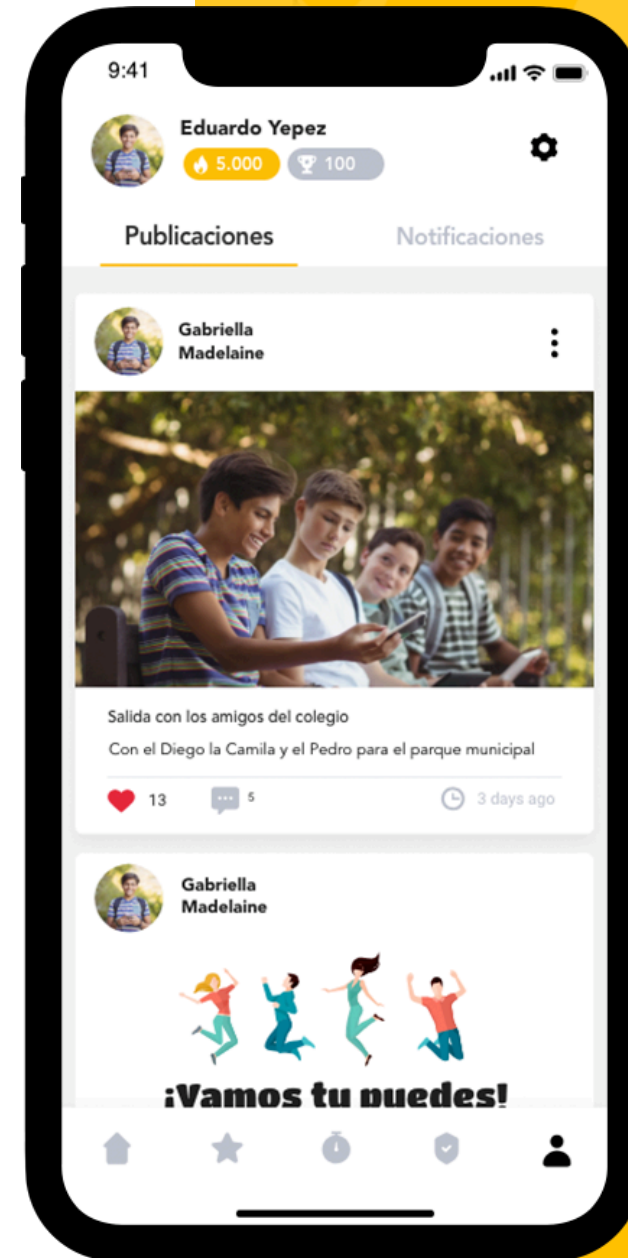 9:41
Eduardo Yepez
5.000 100
Publicaciones Notificaciones
Gabriella
Madelaine
Salida con los amigos del colegio
Con el Diego la Camila y el Pedro para el parque municipal
13 5 3 days ago
Gabriella
Madelaine
¡Vamos tu puedes!